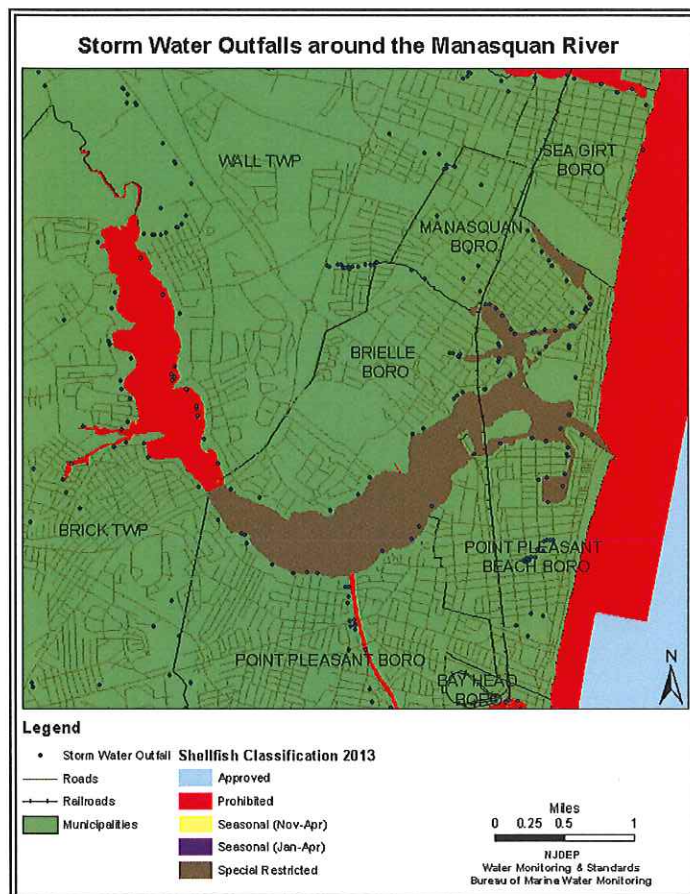 Storm Water Outfalls around the Manasquan River
WALL TWP
SEA GIRT
BORO
MANASQUAN
BORO
BRIELLE
BORO
BRICK TWP
POINT PLEASANT
BEACH BORO
POINT PLEASANT BORO
BAY HEAD
BORO
N
Legend
Storm Water Outfall
Roads
Railroads
Municipalities
Shellfish Classification 2013
Approved
Prohibited
Seasonal (Nov-Apr)
Seasonal (Jan-Apr)
Special Restricted
Miles
0 0.25 0.5 1
NJDEP
Water Monitoring & Standards
Bureau of Marine Water Monitoring